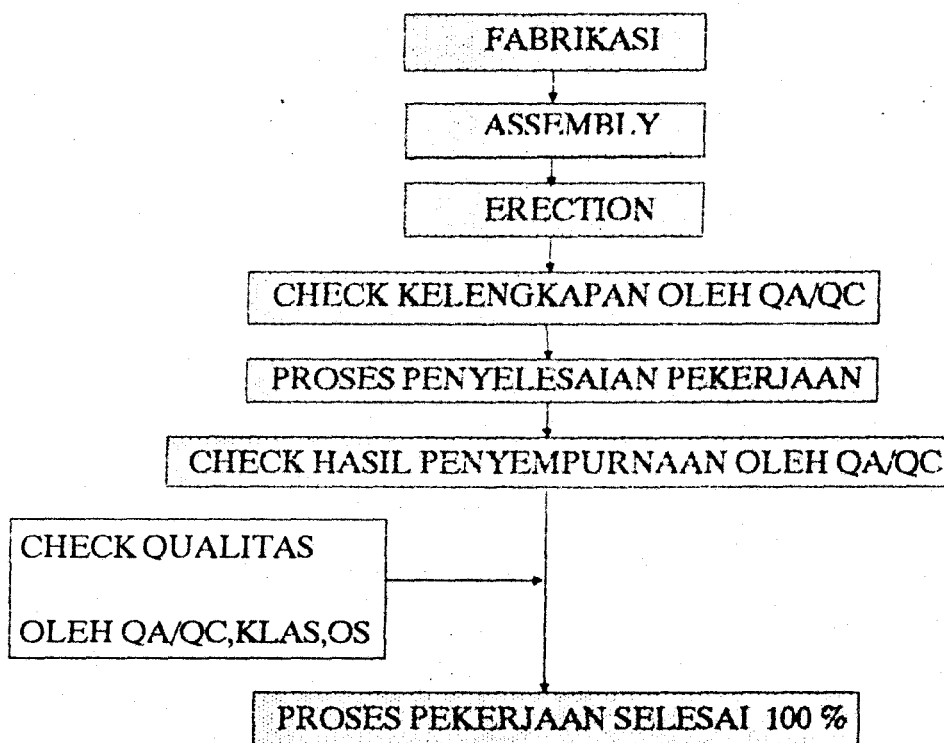 FABRIKASI
ASSEMBLY
ERECTION
CHECK KELENGKAPAN OLEH QA/QC
PROSES PENYELESAIAN PEKERJAAN
CHECK HASIL PENYEMPURNAAN OLEH QA/QC
CHECK QUALITAS
OLEH QA/QC,KLAS,OS
PROSES PEKERJAAN SELESAI 100 %